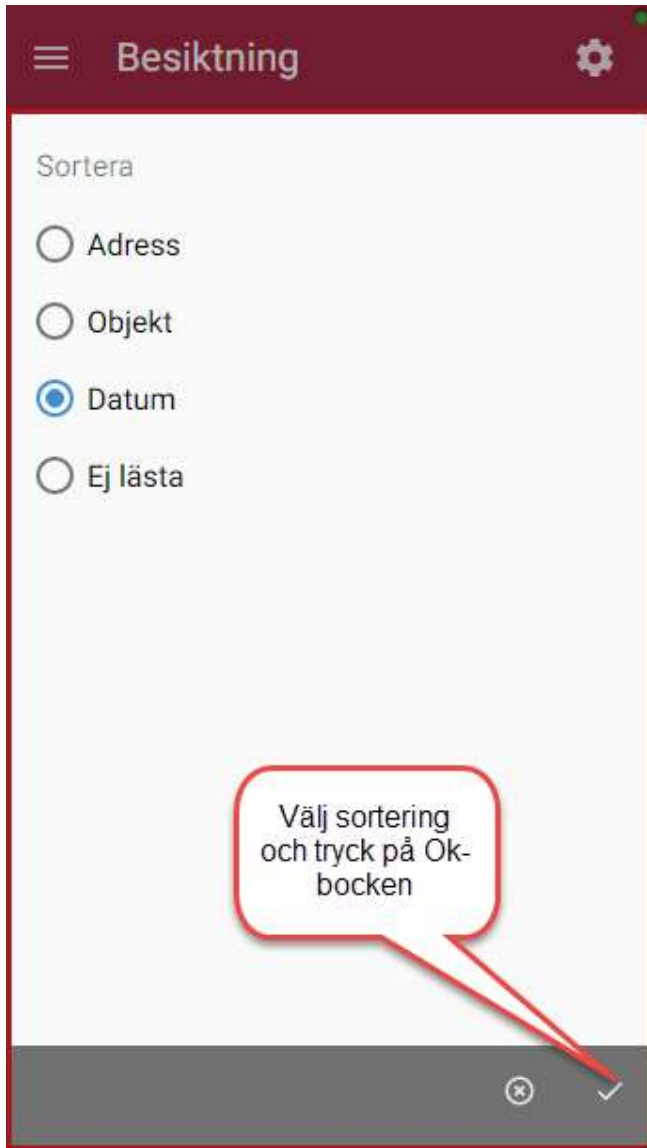 Besiktning
Sortera
Adress
Objekt
Datum
Ej lästa
Välj sortering
och tryck på Ok-
bocken